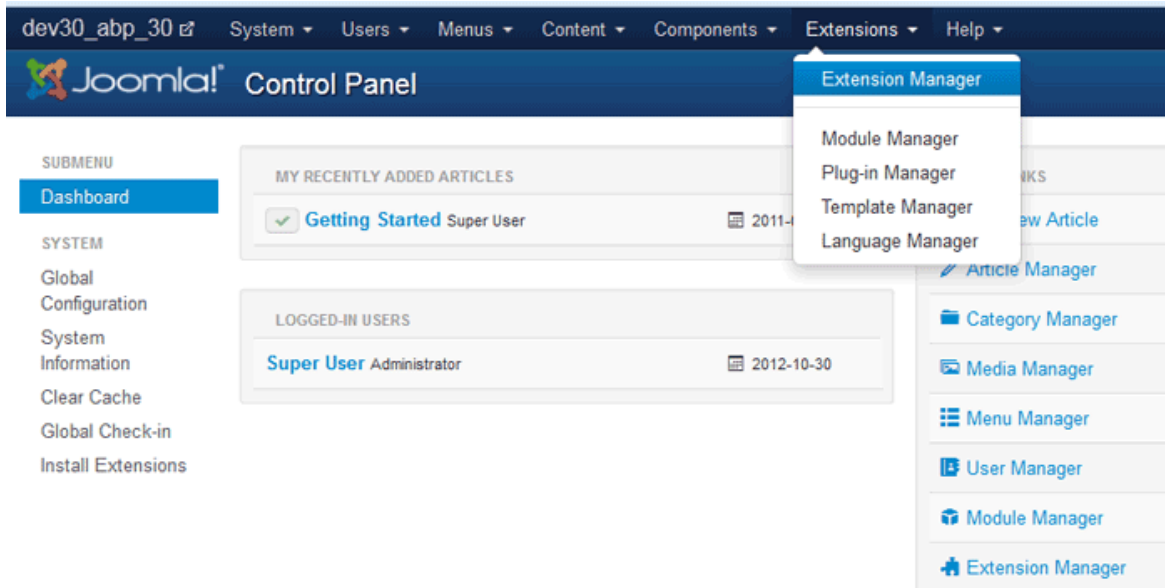 dev30_abp_30 System Users Menus Content Components Extensions Help
Joomla! Control Panel
Extension Manager
Module Manager
Plug-in Manager
Template Manager
Language Manager
SUBMENU
Dashboard
SYSTEM
Global
Configuration
System
Information
Clear Cache
Global Check-in
Install Extensions
MY RECENTLY ADDED ARTICLES
Getting Started Super User 2011-
LOGGED-IN USERS
Super User Administrator 2012-10-30
Article
Article Manager
Category Manager
Media Manager
Menu Manager
User Manager
Module Manager
Extension Manager